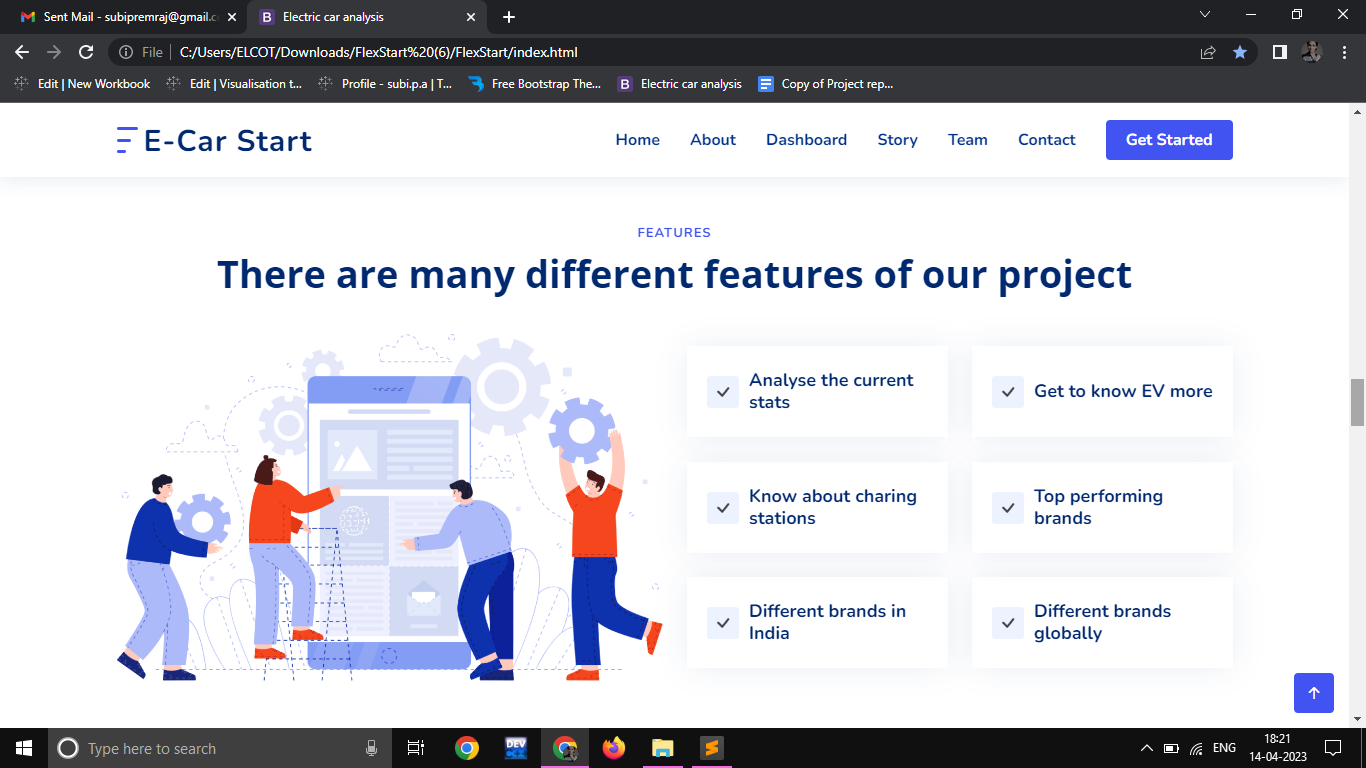 Sent Mail - subipremraj@gmail.c
Electric car analysis
File
C:/Users/ELCOT/Downloads/FlexStart%20(6)/FlexStart/index.html
Edit | New Workbook
Edit | Visualisation t...
Profile - subi.p.a | T...
Free Bootstrap The...
B Electric car analysis
Copy of Project rep...
E-Car Start
Home
About
Dashboard
Story
Team
Contact
Get Started
FEATURES
There are many different features of our project
Analyse the current
stats
Get to know EV more
Know about charing
stations
Top performing
brands
Different brands in
India
Different brands
globally
Type here to search
DEV
ENG
18:21
14-04-2023